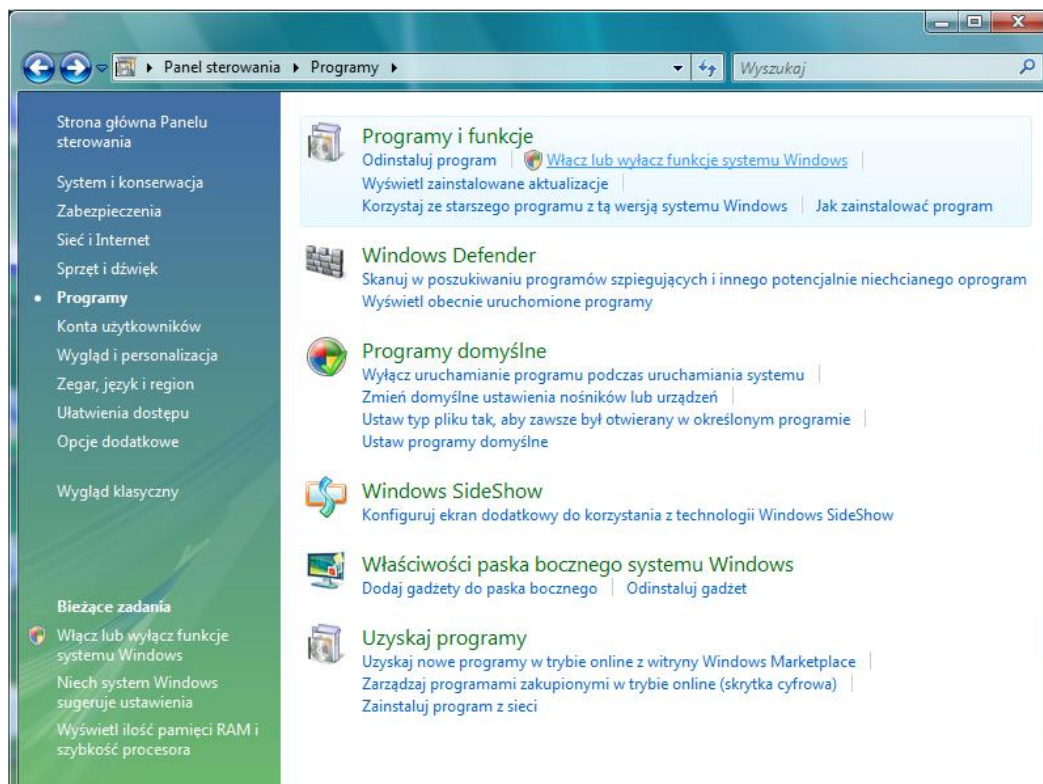 Panel sterowania Programy
Wyszukaj
Strona główna Panelu
sterowania
System i konserwacja
Zabezpieczenia
Sieć i Internet
Sprzęt i dźwięk
Programy
Konta użytkowników
Wygląd i personalizacja
Zegar, język i region
Ułatwienia dostępu
Opcje dodatkowe
Wygląd klasyczny
Bieżące zadania
Włącz lub wyłącz funkcje
systemu Windows
Niech system Windows
sugeruje ustawienia
Wyświetl ilość pamięci RAM i
szybkość procesora
Programy i funkcje
Odinstaluj program Włącz lub wyłącz funkcje systemu Windows
Wyświetl zainstalowane aktualizacje
Korzystaj ze starszego programu z tą wersją systemu Windows Jak zainstalować program
Windows Defender
Skanuj w poszukiwaniu programów szpiegujących i innego potencjalnie niechcianego oprogram
Wyświetl obecnie uruchomione programy
Programy domyślne
Wyłącz uruchamianie programu podczas uruchamiania systemu
Zmień domyślne ustawienia nośników lub urządzeń
Ustaw typ pliku tak, aby zawsze był otwierany w określonym programie
Ustaw programy domyślne
Windows SideShow
Konfiguruj ekran dodatkowy do korzystania z technologii Windows SideShow
Właściwości paska bocznego systemu Windows
Dodaj gadżety do paska bocznego Odinstaluj gadżet
Uzyskaj programy
Uzyskaj nowe programy w trybie online z witryny Windows Marketplace
Zarządzaj programami zakupionymi w trybie online (skrytka cyfrowa)
Zainstaluj program z sieci